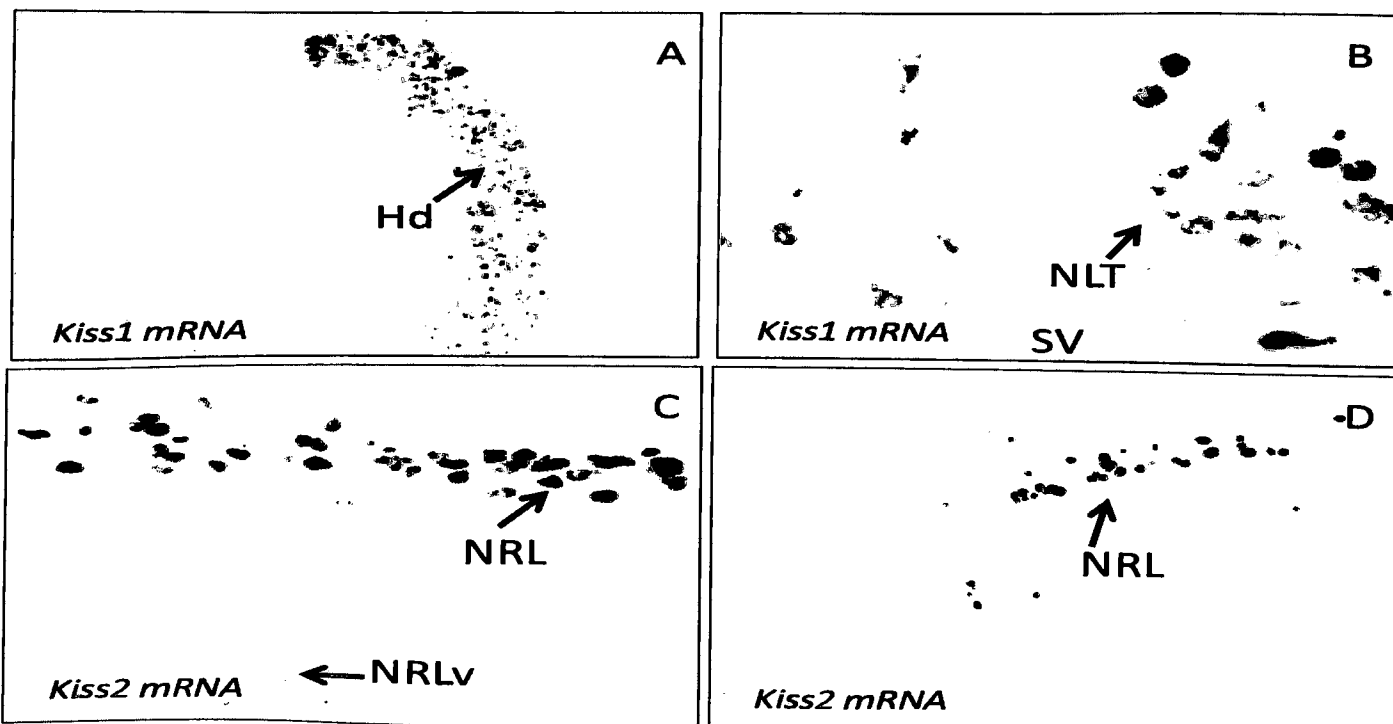 A
Hd
Kiss1 mRNA
B
NLT
Kiss1 mRNA
SV
C
NRL
NRLv
Kiss2 mRNA
D
NRL
Kiss2 mRNA